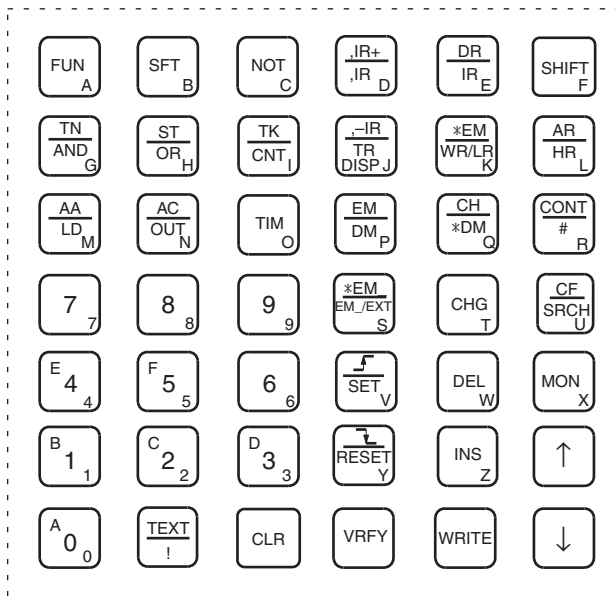 FUN A
SFT B
NOT C
,IR+ ,IR D
DR IR E
SHIFT F
TN AND G
ST OR H
TK CNT I
,–IR TR DISP J
*EM WR/LR K
AR HR L
AA LD M
AC OUT N
TIM O
EM DM P
CH *DM Q
CONT # R
7 7
8 8
9 9
*EM EM_/EXT S
CHG T
CF SRCH U
E 4 4
F 5 5
6 6
SET V
DEL W
MON X
B 1 1
C 2 2
D 3 3
RESET Y
INS Z
↑
A 0 0
TEXT !
CLR
VRFY
WRITE
↓